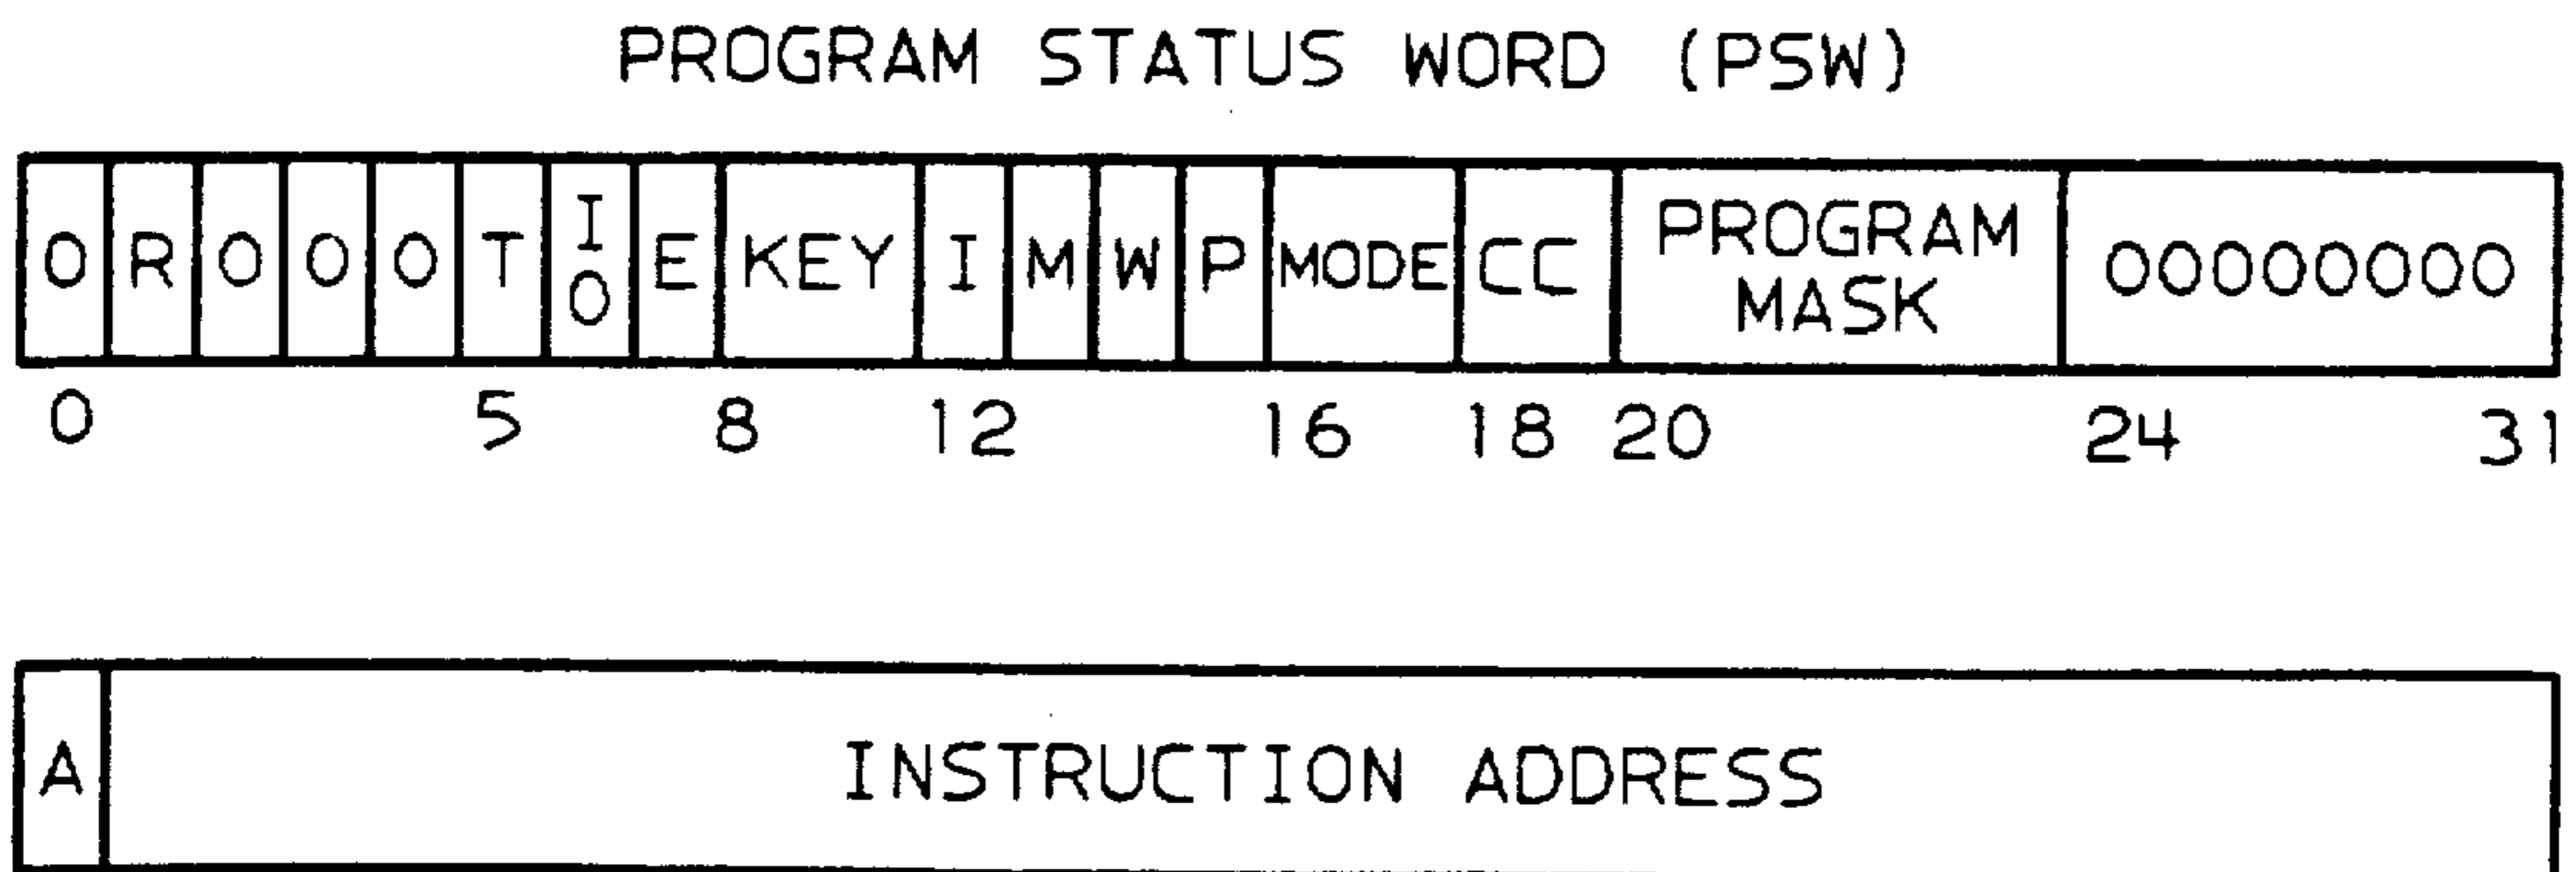 PROGRAM STATUS WORD (PSW)
0 R 0 0 0 T IO E KEY I M W P MODE CC PROGRAM MASK 00000000
0 5 8 12 16 18 20 24 31
A INSTRUCTION ADDRESS